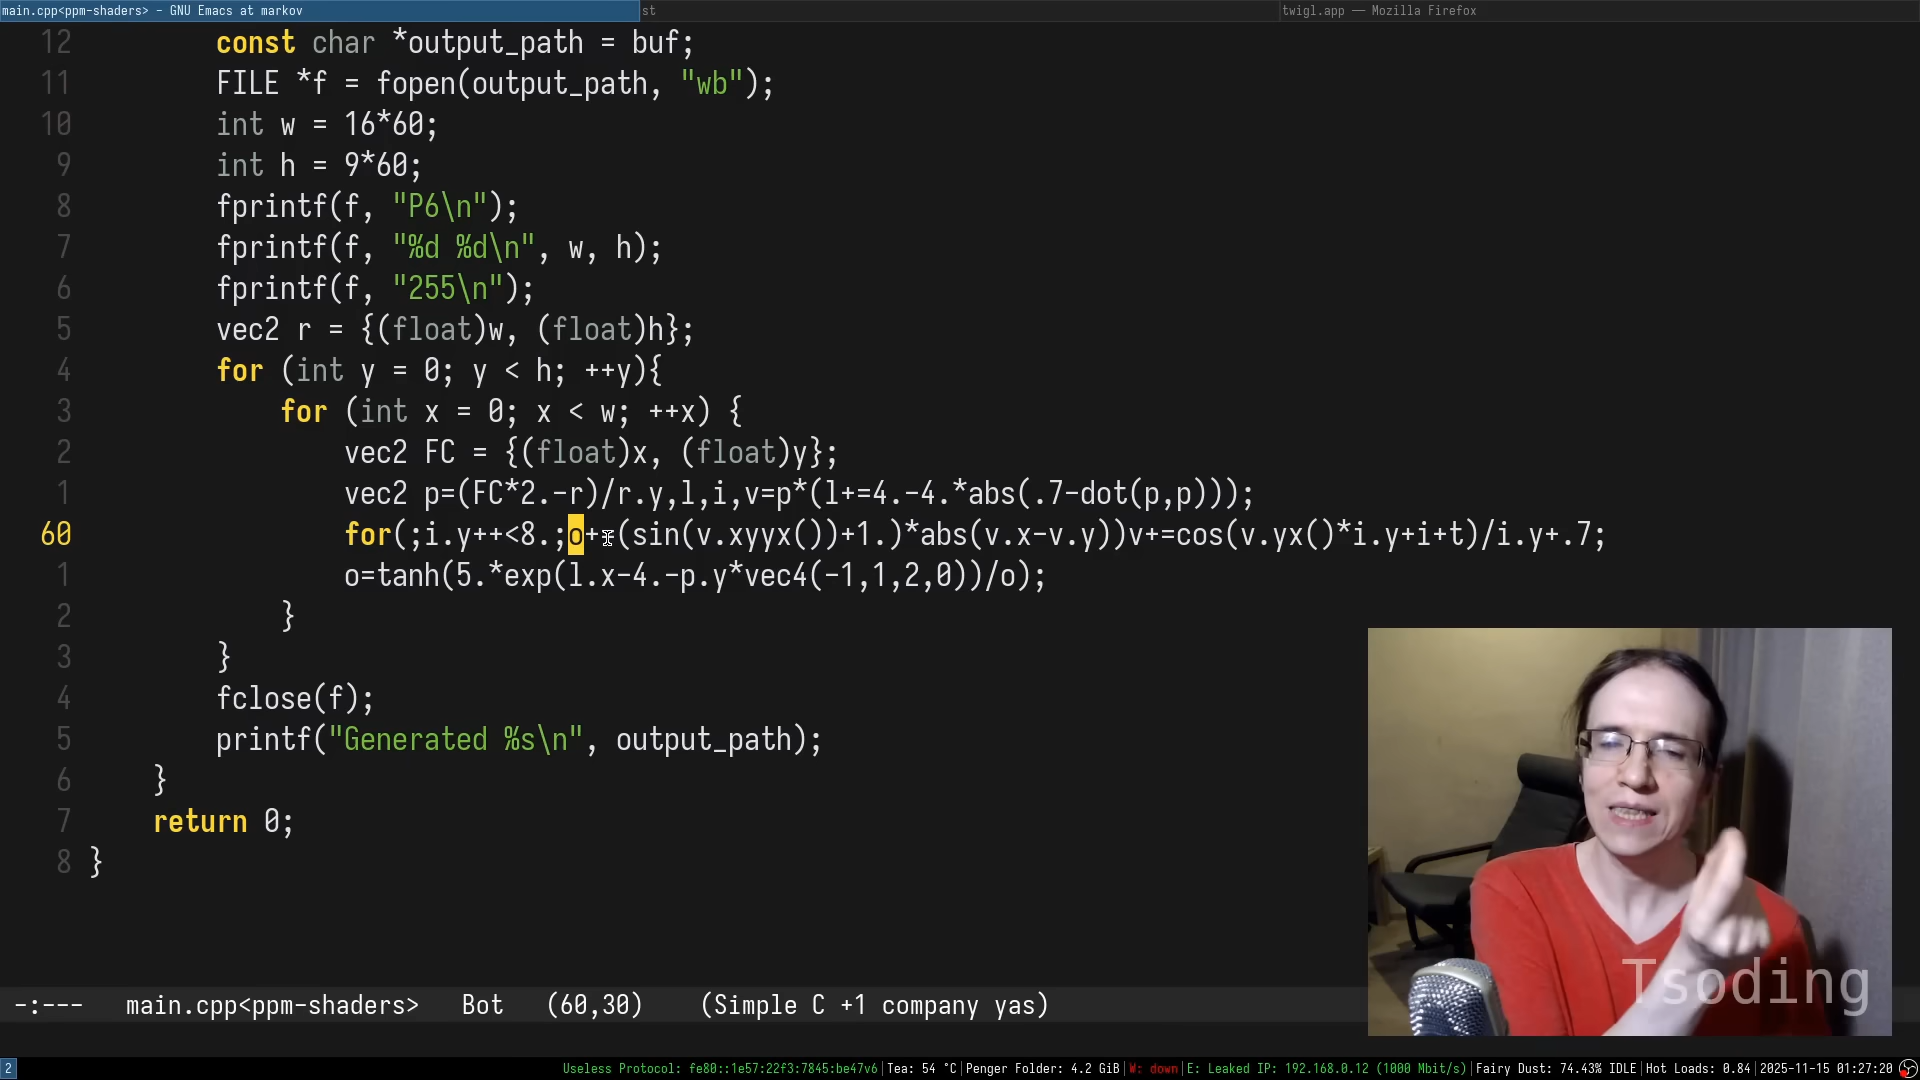 main.cpp<ppm-shaders> - GNU Emacs at markov
st
twigl.app — Mozilla Firefox
12 const char *output_path = buf;
11 FILE *f = fopen(output_path, "wb");
10 int w = 16*60;
9 int h = 9*60;
8 fprintf(f, "P6\n");
7 fprintf(f, "%d %d\n", w, h);
6 fprintf(f, "255\n");
5 vec2 r = {(float)w, (float)h};
4 for (int y = 0; y < h; ++y){
3 for (int x = 0; x < w; ++x) {
2 vec2 FC = {(float)x, (float)y};
1 vec2 p=(FC*2.-r)/r.y,l,i,v=p*(l+=4.-4.*abs(.7-dot(p,p)));
60 for(;i.y++<8.;o+=(sin(v.xyyx())+1.)*abs(v.x-v.y))v+=cos(v.yx()*i.y+i+t)/i.y+.7;
1 o=tanh(5.*exp(l.x-4.-p.y*vec4(-1,1,2,0))/o);
2 }
3 }
4 fclose(f);
5 printf("Generated %s\n", output_path);
6 }
7 return 0;
8 }
Tsoding
-:--- main.cpp<ppm-shaders> Bot (60,30) (Simple C +1 company yas)
2 Useless Protocol: fe80::1e57:22f3:7845:be47v6|Tea: 54 °C|Penger Folder: 4.2 GiB|W: down|E: Leaked IP: 192.168.0.12 (1000 Mbit/s)|Fairy Dust: 74.43% IDLE|Hot Loads: 0.84|2025-11-15 01:27:20